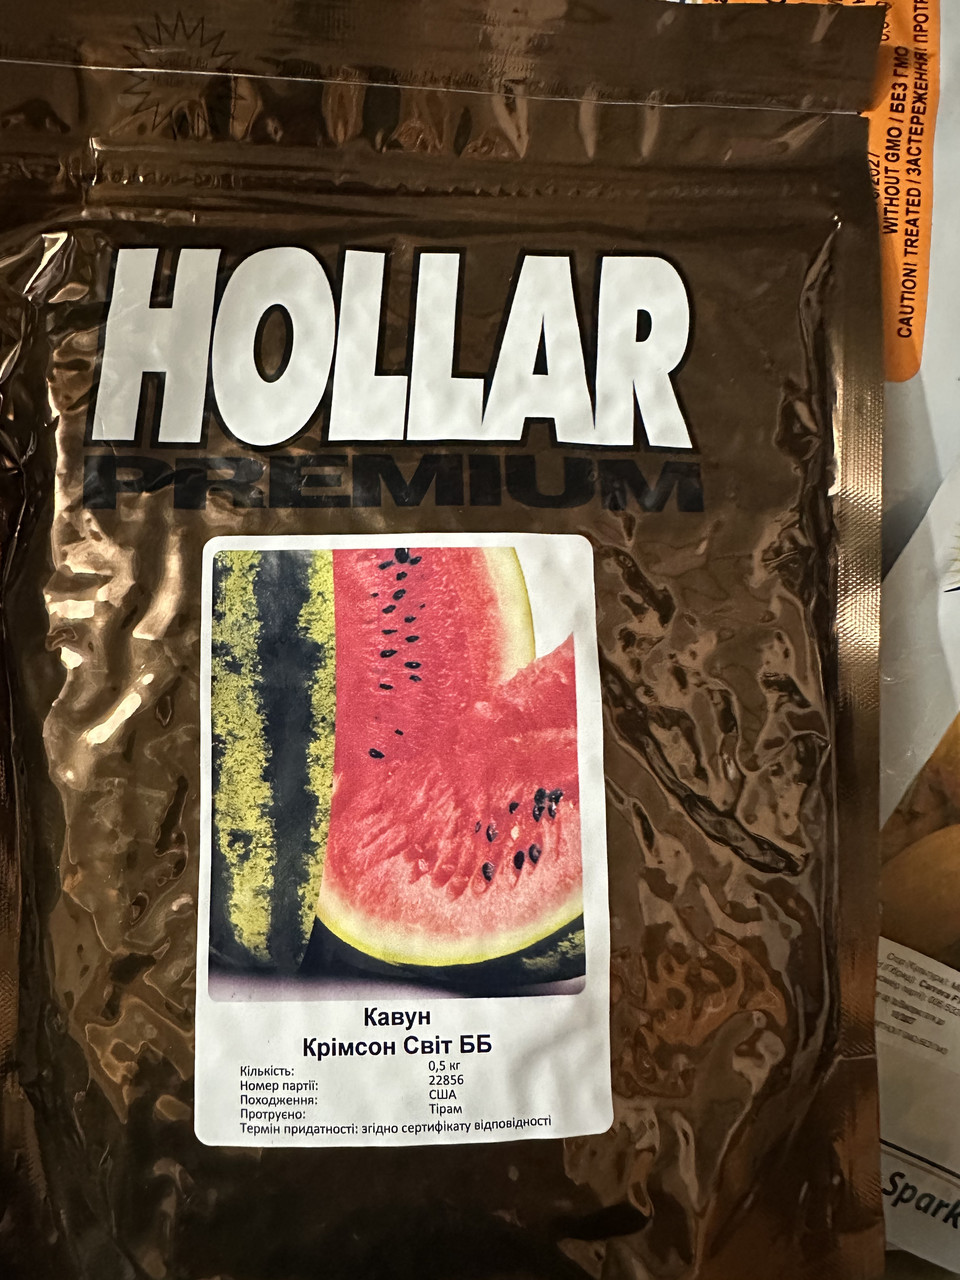 HOLLAR
PREMIUM
Кавун
Крімсон Світ ББ
Кількість: 0,5 кг
Номер партії: 22856
Походження: США
Протруєно: Тірам
Термін придатності: згідно сертифікату відповідності
WITHOUT GMO / БЕЗ ГМО
CAUTION! TREATED / ЗАСТЕРЕЖЕННЯ! ПРОТР
Spark